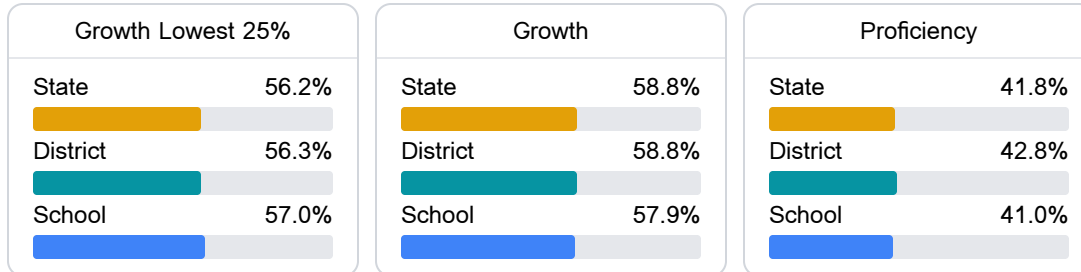 Growth Lowest 25%
State 56.2%
District 56.3%
School 57.0%
Growth
State 58.8%
District 58.8%
School 57.9%
Proficiency
State 41.8%
District 42.8%
School 41.0%